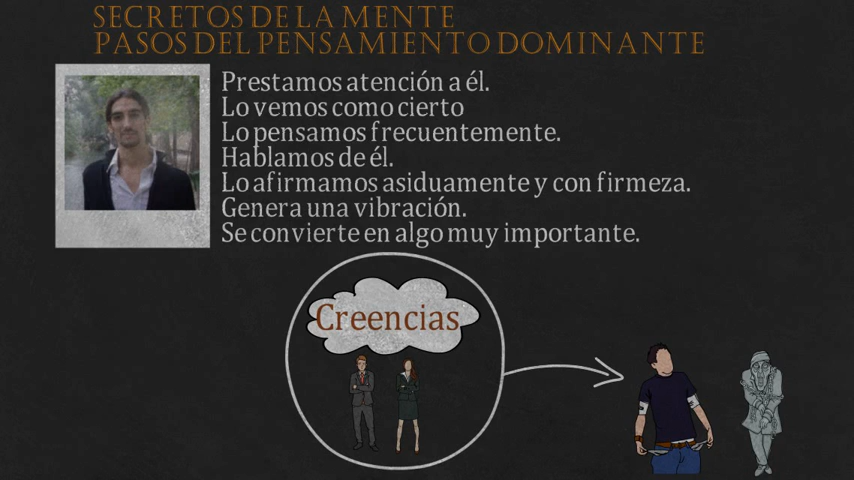 SECRETOS DE LA MENTE
PASOS DEL PENSAMIENTO DOMINANTE
Prestamos atención a él.
Lo vemos como cierto
Lo pensamos frecuentemente.
Hablamos de él.
Lo afirmamos asiduamente y con firmeza.
Genera una vibración.
Se convierte en algo muy importante.
Creencias